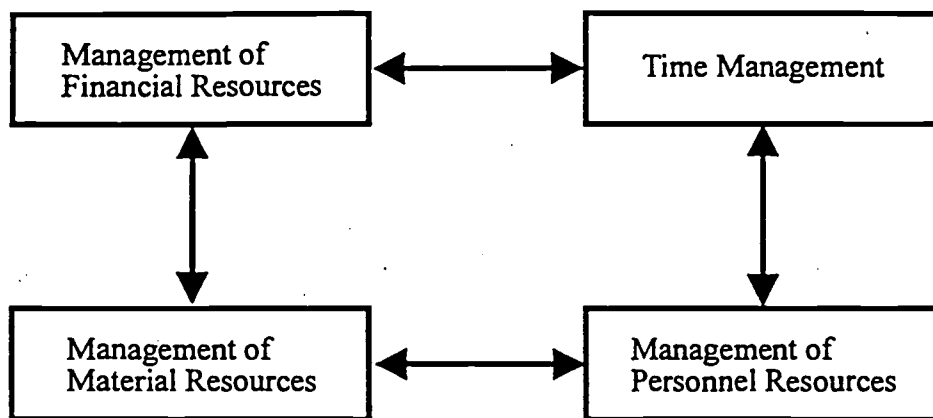 Management of
Financial Resources
Time Management
Management of
Material Resources
Management of
Personnel Resources